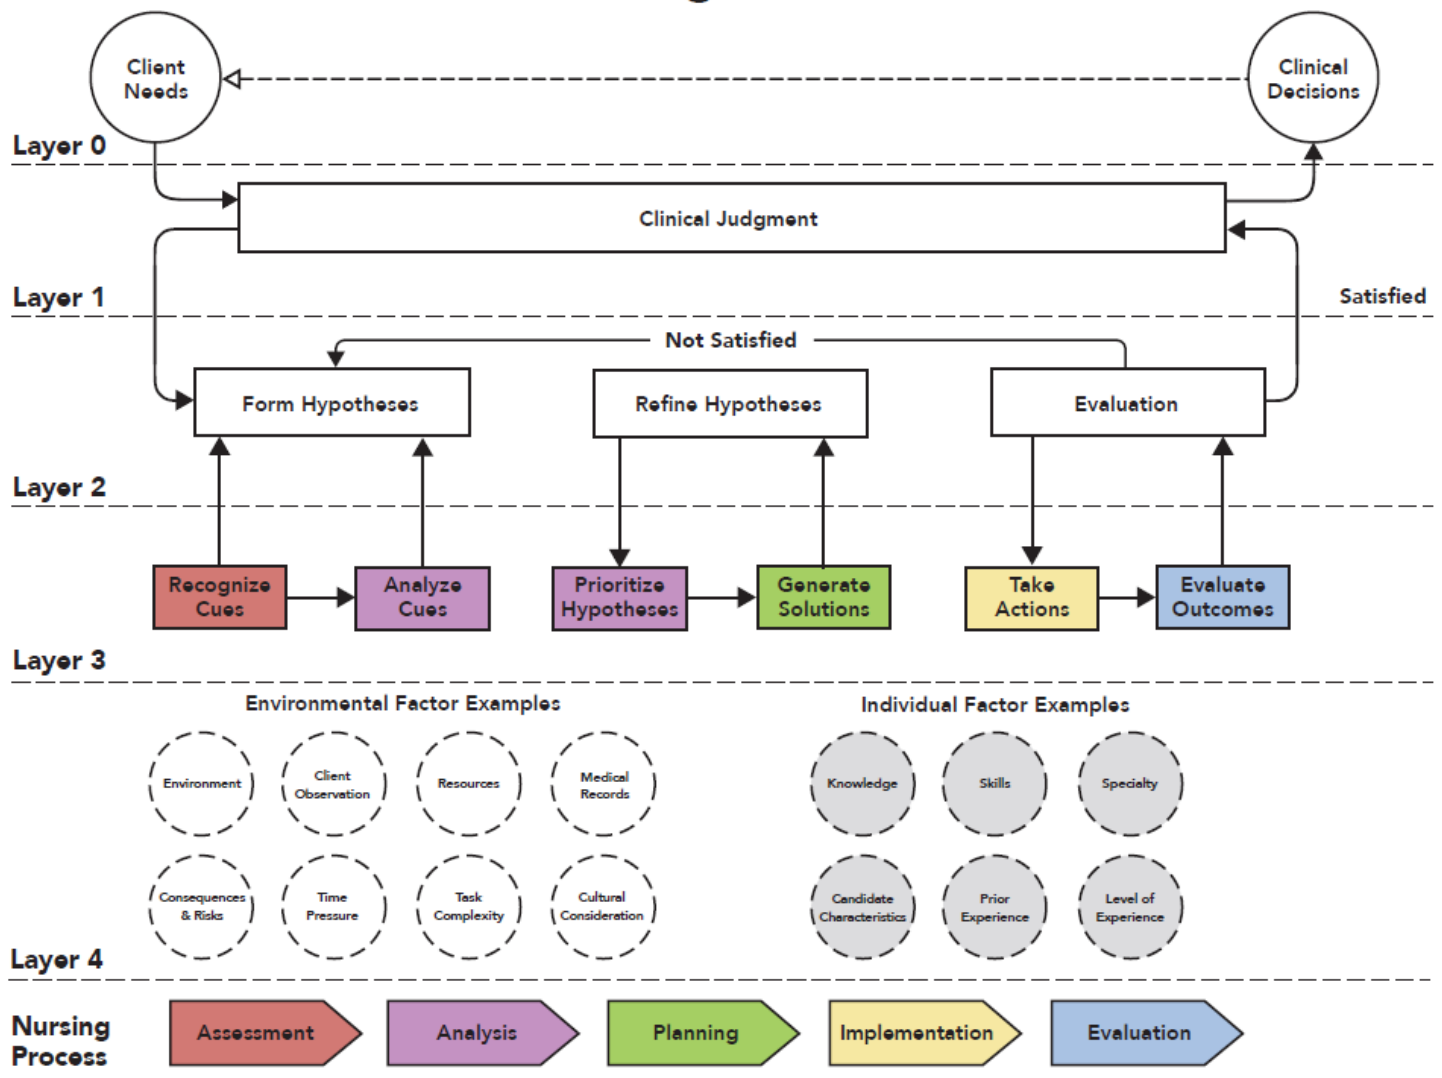 Client
Needs
Clinical
Decisions
Layer 0
Clinical Judgment
Layer 1
Satisfied
Not Satisfied
Form Hypotheses
Refine Hypotheses
Evaluation
Layer 2
Recognize
Cues
Analyze
Cues
Prioritize
Hypotheses
Generate
Solutions
Take
Actions
Evaluate
Outcomes
Layer 3
Environmental Factor Examples
Individual Factor Examples
Environment
Client
Observation
Resources
Medical
Records
Knowledge
Skills
Specialty
Consequences
& Risks
Time
Pressure
Task
Complexity
Cultural
Consideration
Candidate
Characteristics
Prior
Experience
Level of
Experience
Layer 4
Nursing
Process
Assessment
Analysis
Planning
Implementation
Evaluation